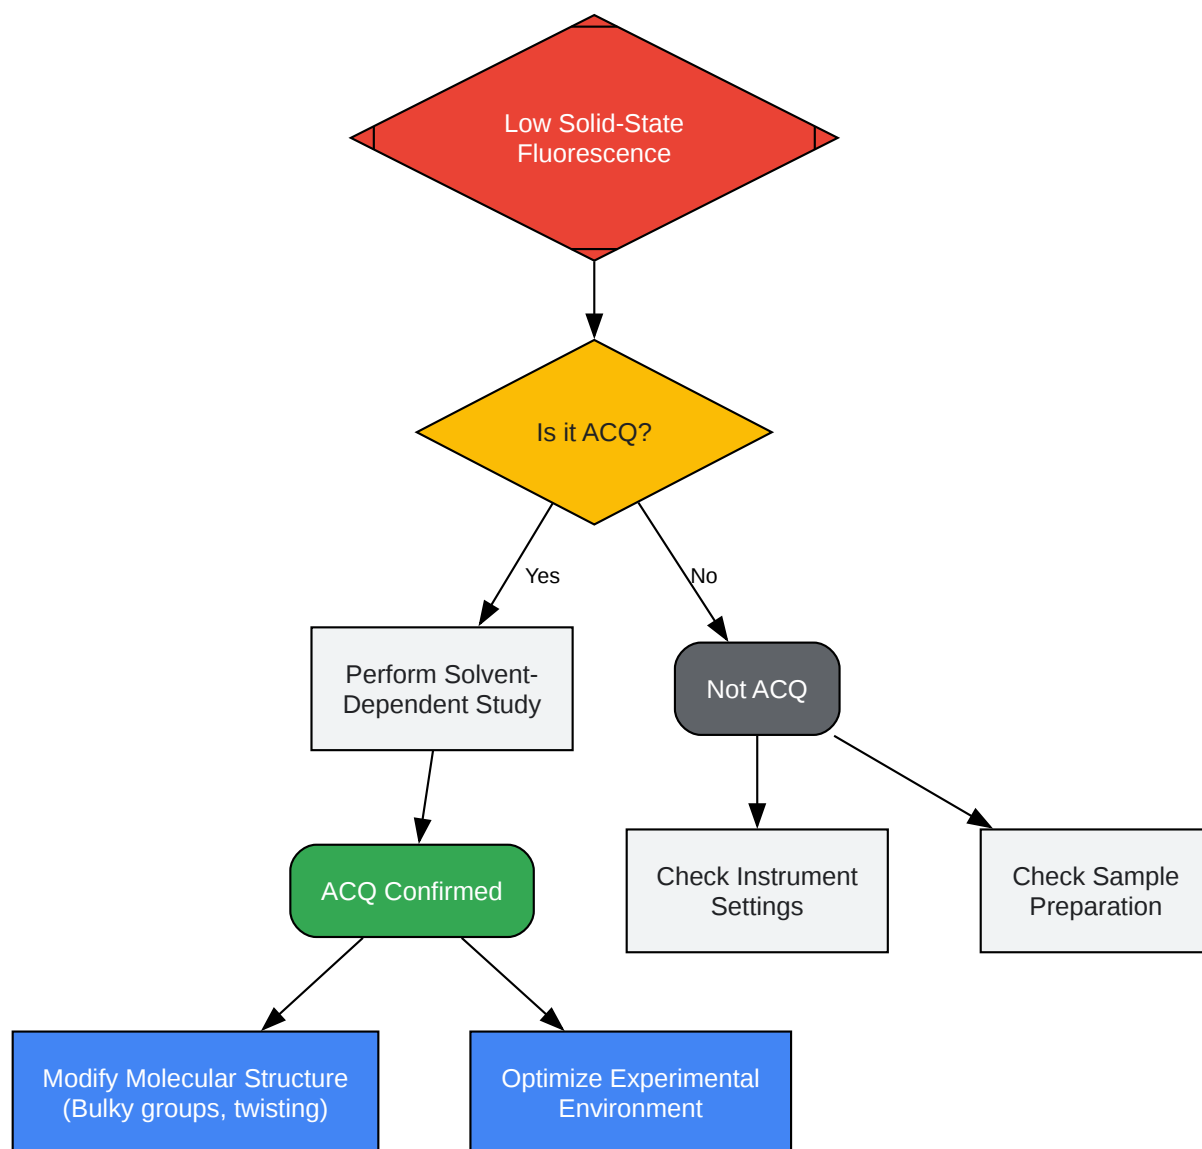 Low Solid-State
Fluorescence
Is it ACQ?
Yes
No
Perform Solvent-
Dependent Study
Not ACQ
ACQ Confirmed
Check Instrument
Settings
Check Sample
Preparation
Modify Molecular Structure
(Bulky groups, twisting)
Optimize Experimental
Environment